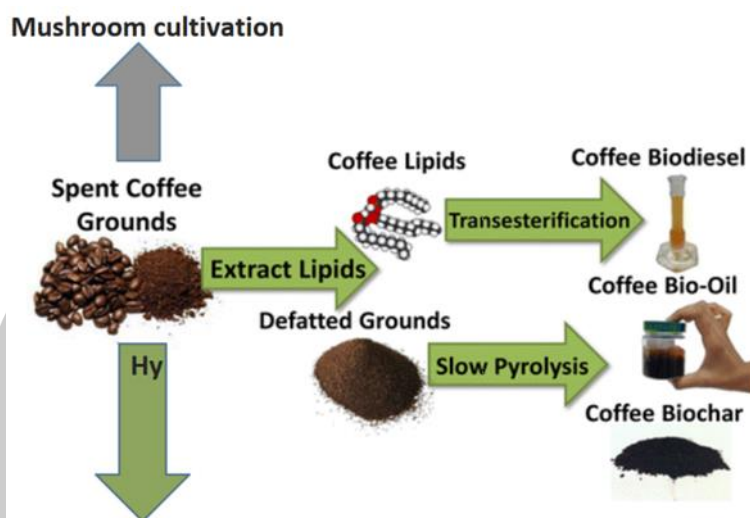 Mushroom cultivation
Spent Coffee
Grounds
Extract Lipids
Coffee Lipids
Transesterification
Coffee Biodiesel
Defatted Grounds
Slow Pyrolysis
Coffee Bio-Oil
Coffee Biochar
Hy